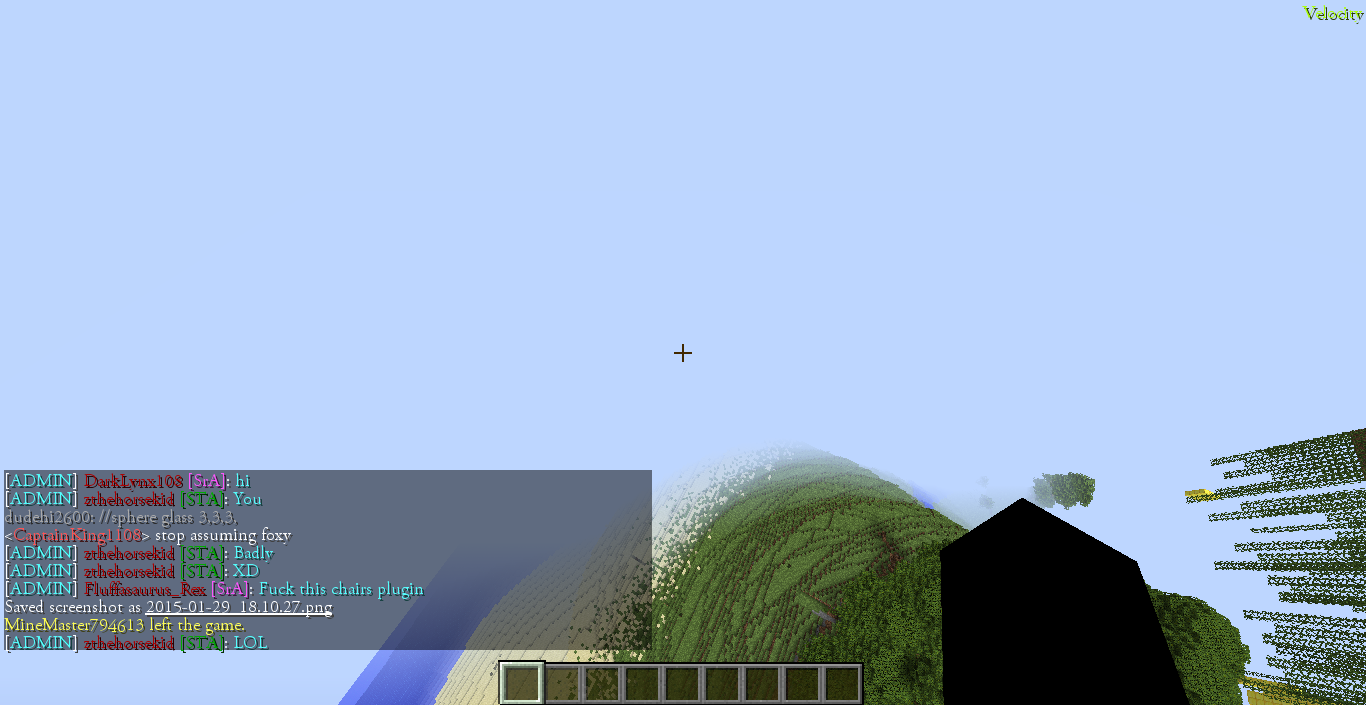 Velocity
[ADMIN] DarkLynx108 [SrA]: hi
[ADMIN] zthehorsekid [STA]: You
dudehi2600: //sphere glass 3,3,3,
<CaptainKing1108> stop assuming foxy
[ADMIN] zthehorsekid [STA]: Badly
[ADMIN] zthehorsekid [STA]: XD
[ADMIN] Fluffasaurus_Rex [SrA]: Fuck this chairs plugin
Saved screenshot as 2015-01-29_18.10.27.png
MineMaster794613 left the game.
[ADMIN] zthehorsekid [STA]: LOL